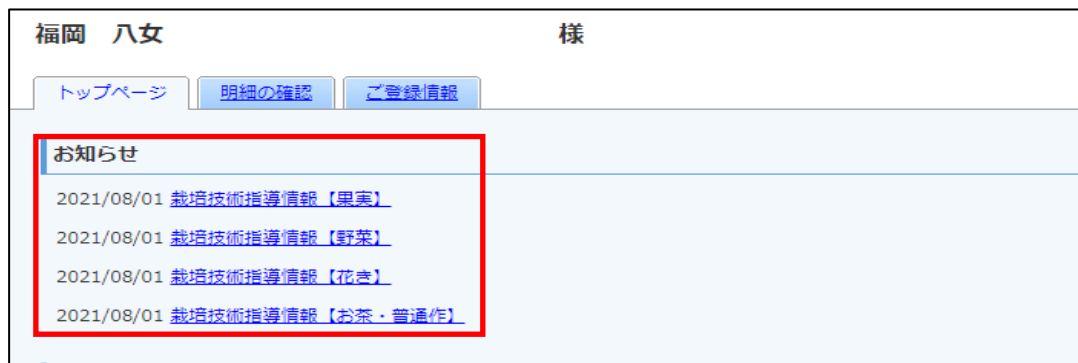 福岡　八女　様
トップページ　明細の確認　ご登録情報
お知らせ
2021/08/01 栽培技術指導情報【果実】
2021/08/01 栽培技術指導情報【野菜】
2021/08/01 栽培技術指導情報【花き】
2021/08/01 栽培技術指導情報【お茶・普通作】